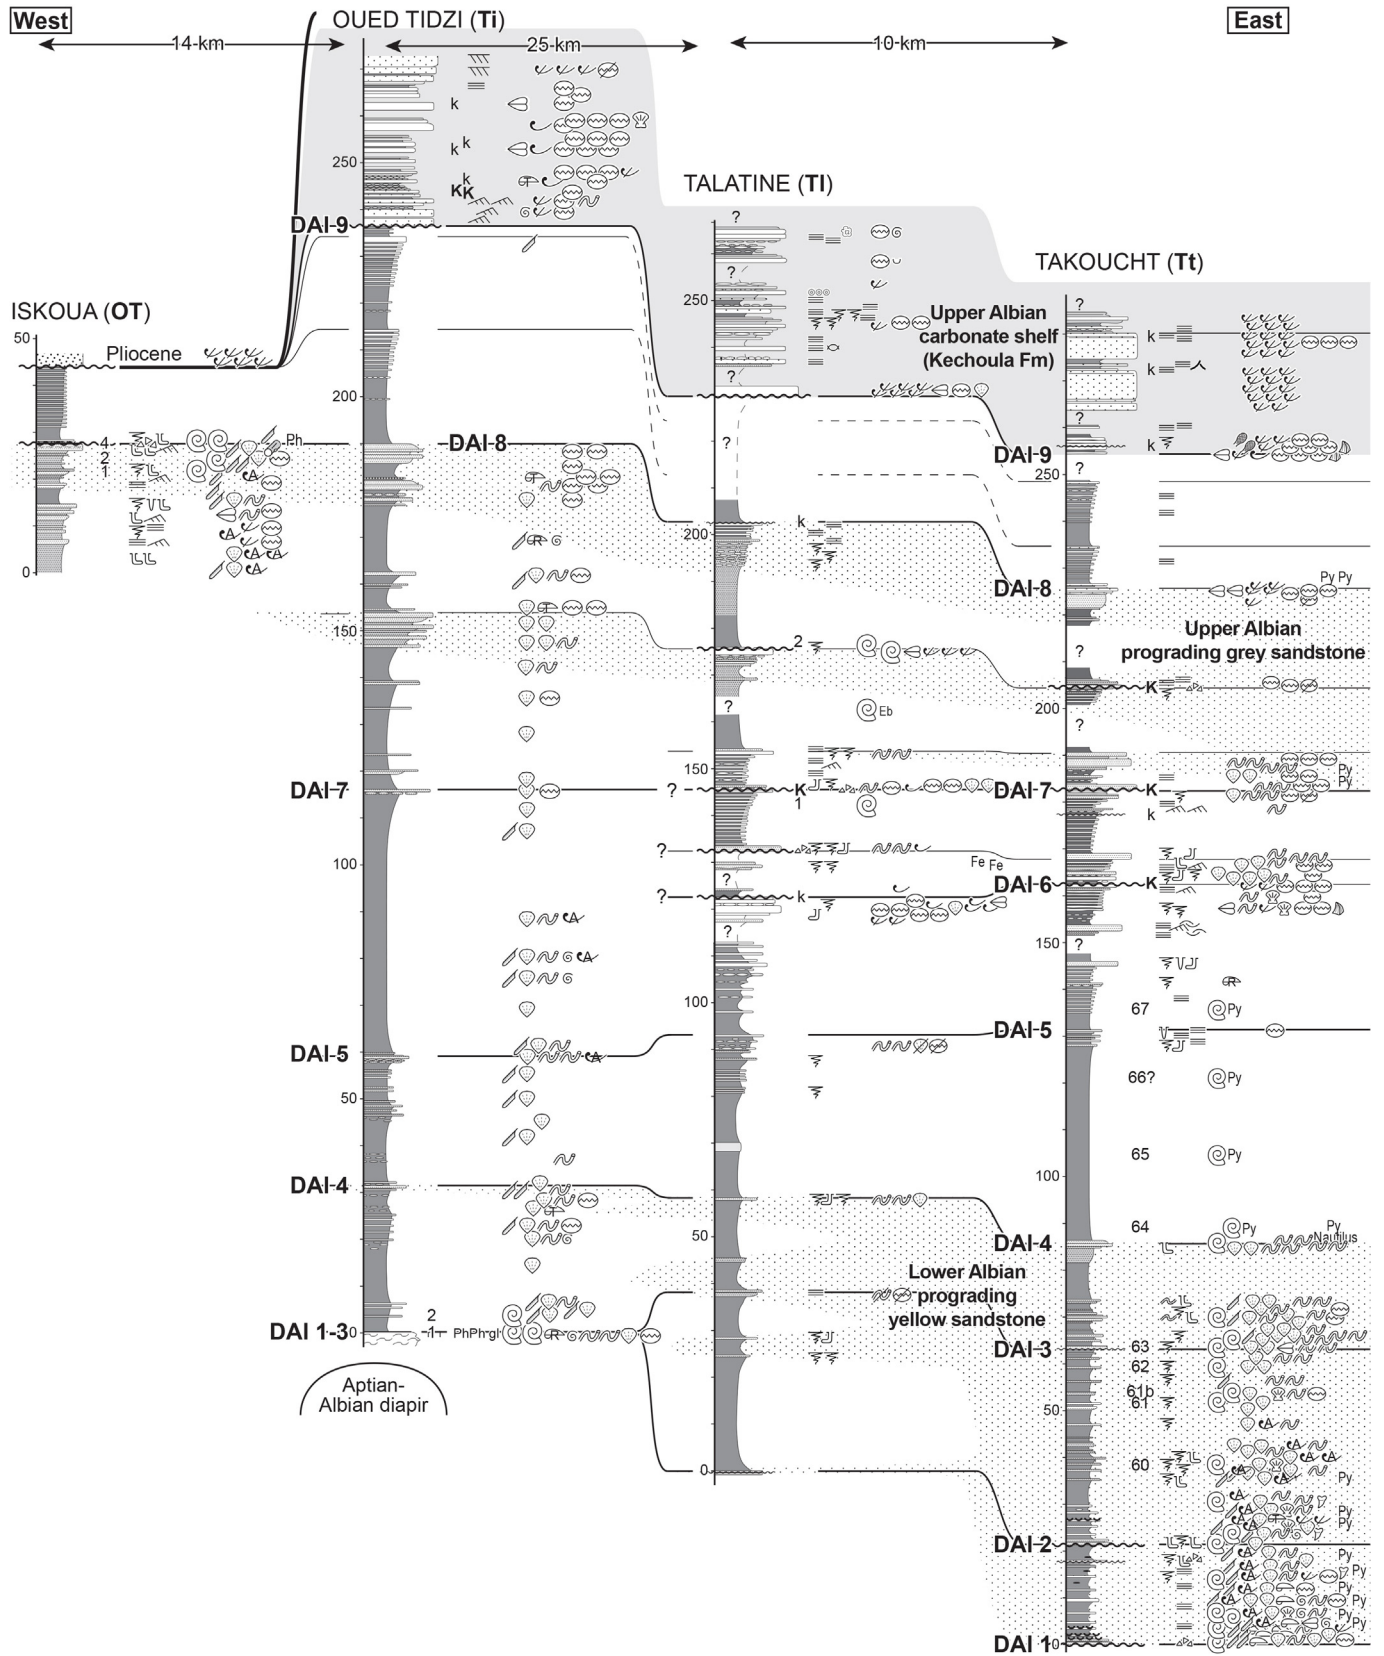 West
East
14 km
25 km
10 km
OUED TIDZI (Ti)
k
k
k
250
k
KK
DAI 9
200
DAI 8
150
DAI 7
100
DAI 5
50
DAI 4
DAI 1-3
0
2
1
PhPh gl
R
A
Aptian-
Albian diapir
ISKOUA (OT)
50
Pliocene
4
2
1
Ph
0
TALATINE (Tl)
?
?
250
?
?
k
200
2
?
Eb
150
?
K
1
?
?
Fe Fe
?
k
?
100
50
0
Upper Albian
carbonate shelf
(Kechoula Fm)
TAKOUCHT (Tt)
?
k
k
?
k
DAI 9
250
?
DAI 8
Py Py
Upper Albian
prograding grey sandstone
?
K
200
?
Py
Py
DAI 7
K
k
DAI 6
K
150
?
R
67
Py
DAI 5
66?
Py
65
Py
100
64
Py
Py
Nautilus
DAI 4
Lower Albian
prograding
yellow sandstone
DAI 3
63
62
61b
61
50
60
Py
Py
Py
DAI 2
Py
Py
Py
Py
Py
DAI 1
0